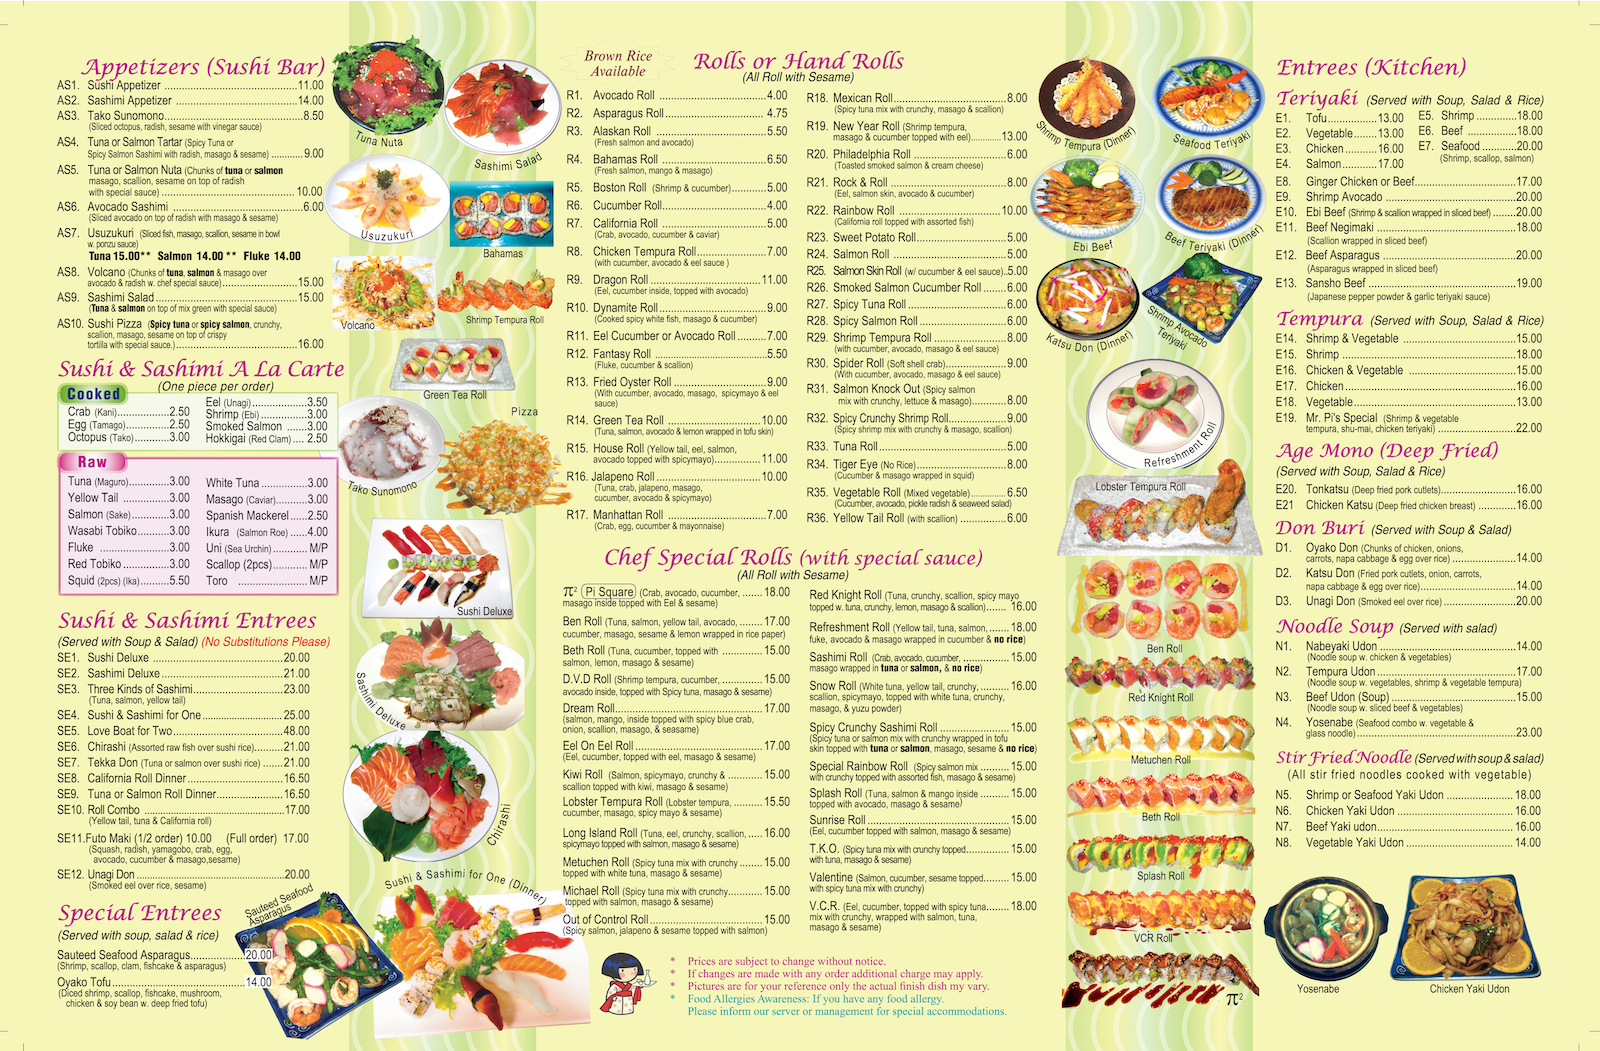 Appetizers (Sushi Bar)
AS1. Sushi Appetizer 11.00
AS2. Sashimi Appetizer 14.00
AS3. Tako Sunomono 8.50
(Sliced octopus, radish, sesame with vinegar sauce)
AS4. Tuna or Salmon Tartar (Spicy Tuna or
Spicy Salmon Sashimi with radish, masago & sesame) 9.00
AS5. Tuna or Salmon Nuta (Chunks of tuna or salmon
masago, scallion, sesame on top of radish
with special sauce) 10.00
AS6. Avocado Sashimi 6.00
(Sliced avocado on top of radish with masago & sesame)
AS7. Usuzukuri (Sliced fish, masago, scallion, sesame in bowl
w. ponzu sauce)
Tuna 15.00** Salmon 14.00 ** Fluke 14.00
AS8. Volcano (Chunks of tuna, salmon & masago over
avocado & radish w. chef special sauce) 15.00
AS9. Sashimi Salad 15.00
(Tuna & salmon on top of mix green with special sauce)
AS10. Sushi Pizza (Spicy tuna or spicy salmon, crunchy,
scallion, masago, sesame on top of crispy
tortilla with special sauce.) 16.00
Sushi & Sashimi A La Carte
(One piece per order)
Cooked
Crab (Kani) 2.50
Egg (Tamago) 2.50
Octopus (Tako) 3.00
Eel (Unagi) 3.50
Shrimp (Ebi) 3.00
Smoked Salmon 3.00
Hokkigai (Red Clam) 2.50
Raw
Tuna (Maguro) 3.00
Yellow Tail 3.00
Salmon (Sake) 3.00
Wasabi Tobiko 3.00
Fluke 3.00
Red Tobiko 3.00
Squid (2pcs) (Ika) 5.50
White Tuna 3.00
Masago (Caviar) 3.00
Spanish Mackerel 2.50
Ikura (Salmon Roe) 4.00
Uni (Sea Urchin) M/P
Scallop (2pcs) M/P
Toro M/P
Sushi & Sashimi Entrees
(Served with Soup & Salad) (No Substitutions Please)
SE1. Sushi Deluxe 20.00
SE2. Sashimi Deluxe 21.00
SE3. Three Kinds of Sashimi 23.00
(Tuna, salmon, yellow tail)
SE4. Sushi & Sashimi for One 25.00
SE5. Love Boat for Two 48.00
SE6. Chirashi (Assorted raw fish over sushi rice) 21.00
SE7. Tekka Don (Tuna or salmon over sushi rice) 21.00
SE8. California Roll Dinner 16.50
SE9. Tuna or Salmon Roll Dinner 16.50
SE10. Roll Combo 17.00
(Yellow tail, tuna & California roll)
SE11. Futo Maki (1/2 order) 10.00 (Full order) 17.00
(Squash, radish, yamagobo, crab, egg,
avocado, cucumber & masago, sesame)
SE12. Unagi Don 20.00
(Smoked eel over rice, sesame)
Special Entrees
(Served with soup, salad & rice)
Sauteed Seafood Asparagus 20.00
(Shrimp, scallop, clam, fishcake & asparagus)
Oyako Tofu 14.00
(Diced shrimp, scallop, fishcake, mushroom,
chicken & soy bean w. deep fried tofu)
Tuna Nuta
Sashimi Salad
Usuzukuri
Bahamas
Volcano
Shrimp Tempura Roll
Green Tea Roll
Pizza
Tako Sunomono
Sushi Deluxe
Sashimi Deluxe
Chirashi
Sauteed Seafood
Asparagus
Sushi & Sashimi for One (Dinner)
Brown Rice
Available
Rolls or Hand Rolls
(All Roll with Sesame)
R1. Avocado Roll 4.00
R2. Asparagus Roll 4.75
R3. Alaskan Roll 5.50
(Fresh salmon and avocado)
R4. Bahamas Roll 6.50
(Fresh salmon, mango & masago)
R5. Boston Roll (Shrimp & cucumber) 5.00
R6. Cucumber Roll 4.00
R7. California Roll 5.00
(Crab, avocado, cucumber & caviar)
R8. Chicken Tempura Roll 7.00
(with cucumber, avocado & eel sauce )
R9. Dragon Roll 11.00
(Eel, cucumber inside, topped with avocado)
R10. Dynamite Roll 9.00
(Cooked spicy white fish, masago & cucumber)
R11. Eel Cucumber or Avocado Roll 7.00
R12. Fantasy Roll 5.50
(Fluke, cucumber & scallion)
R13. Fried Oyster Roll 9.00
(With cucumber, avocado, masago, spicymayo & eel
sauce)
R14. Green Tea Roll 10.00
(Tuna, salmon, avocado & lemon wrapped in tofu skin)
R15. House Roll (Yellow tail, eel, salmon,
avocado topped with spicymayo) 11.00
R16. Jalapeno Roll 10.00
(Tuna, crab, jalapeno, masago,
cucumber, avocado & spicymayo)
R17. Manhattan Roll 7.00
(Crab, egg, cucumber & mayonnaise)
R18. Mexican Roll 8.00
(Spicy tuna mix with crunchy, masago & scallion)
R19. New Year Roll (Shrimp tempura,
masago & cucumber topped with eel) 13.00
R20. Philadelphia Roll 6.00
(Toasted smoked salmon & cream cheese)
R21. Rock & Roll 8.00
(Eel, salmon skin, avocado & cucumber)
R22. Rainbow Roll 10.00
(California roll topped with assorted fish)
R23. Sweet Potato Roll 5.00
R24. Salmon Roll 5.00
R25. Salmon Skin Roll (w/ cucumber & eel sauce) 5.00
R26. Smoked Salmon Cucumber Roll 6.00
R27. Spicy Tuna Roll 6.00
R28. Spicy Salmon Roll 6.00
R29. Shrimp Tempura Roll 8.00
(with cucumber, avocado, masago & eel sauce)
R30. Spider Roll (Soft shell crab) 9.00
(With cucumber, avocado, masago & eel sauce)
R31. Salmon Knock Out (Spicy salmon
mix with crunchy, lettuce & masago) 8.00
R32. Spicy Crunchy Shrimp Roll 9.00
(Spicy shrimp mix with crunchy & masago, scallion)
R33. Tuna Roll 5.00
R34. Tiger Eye (No Rice) 8.00
(Cucumber & masago wrapped in squid)
R35. Vegetable Roll (Mixed vegetable) 6.50
(Cucumber, avocado, pickle radish & seaweed salad)
R36. Yellow Tail Roll (with scallion) 6.00
Chef Special Rolls (with special sauce)
(All Roll with Sesame)
π² Pi Square (Crab, avocado, cucumber, 18.00
masago inside topped with Eel & sesame)
Ben Roll (Tuna, salmon, yellow tail, avocado, 17.00
cucumber, masago, sesame & lemon wrapped in rice paper)
Beth Roll (Tuna, cucumber, topped with 15.00
salmon, lemon, masago & sesame)
D.V.D Roll (Shrimp tempura, cucumber, 15.00
avocado inside, topped with Spicy tuna, masago & sesame)
Dream Roll 17.00
(salmon, mango, inside topped with spicy blue crab,
onion, scallion, masago, & seasame)
Eel On Eel Roll 17.00
(Eel, cucumber, topped with eel, masago & sesame)
Kiwi Roll (Salmon, spicymayo, crunchy & 15.00
scallion topped with kiwi, masago & sesame)
Lobster Tempura Roll (Lobster tempura, 15.50
cucumber, masago, spicy mayo & sesame)
Long Island Roll (Tuna, eel, crunchy, scallion, 16.00
spicymayo topped with salmon, masago & sesame)
Metuchen Roll (Spicy tuna mix with crunchy 15.00
topped with white tuna, masago & sesame)
Michael Roll (Spicy tuna mix with crunchy 15.00
topped with salmon, masago & sesame)
Out of Control Roll 15.00
(Spicy salmon, jalapeno & sesame topped with salmon)
Red Knight Roll (Tuna, crunchy, scallion, spicy mayo
topped w. tuna, crunchy, lemon, masago & scallion) 16.00
Refreshment Roll (Yellow tail, tuna, salmon, 18.00
fuke, avocado & masago wrapped in cucumber & no rice)
Sashimi Roll (Crab, avocado, cucumber, 15.00
masago wrapped in tuna or salmon, & no rice)
Snow Roll (White tuna, yellow tail, crunchy, 16.00
scallion, spicymayo, topped with white tuna, crunchy,
masago, & yuzu powder)
Spicy Crunchy Sashimi Roll 15.00
(Spicy tuna or salmon mix with crunchy wrapped in tofu
skin topped with tuna or salmon, masago, sesame & no rice)
Special Rainbow Roll (Spicy salmon mix 15.00
with crunchy topped with assorted fish, masago & sesame)
Splash Roll (Tuna, salmon & mango inside 15.00
topped with avocado, masago & sesame)
Sunrise Roll 15.00
(Eel, cucumber topped with salmon, masago & sesame)
T.K.O. (Spicy tuna mix with crunchy topped 15.00
with tuna, masago & sesame)
Valentine (Salmon, cucumber, sesame topped 15.00
with spicy tuna mix with crunchy)
V.C.R. (Eel, cucumber, topped with spicy tuna 18.00
mix with crunchy, wrapped with salmon, tuna,
masago & sesame)
* Prices are subject to change without notice.
* If changes are made with any order additional charge may apply.
* Pictures are for your reference only the actual finish dish my vary.
* Food Allergies Awareness: If you have any food allergy.
Please inform our server or management for special accommodations.
Shrimp Tempura (Dinner)
Seafood Teriyaki
Ebi Beef
Beef Teriyaki (Dinner)
Katsu Don (Dinner)
Shrimp Avocado
Teriyaki
Refreshment Roll
Lobster Tempura Roll
Ben Roll
Red Knight Roll
Metuchen Roll
Beth Roll
Splash Roll
VCR Roll
π²
Entrees (Kitchen)
Teriyaki (Served with Soup, Salad & Rice)
E1. Tofu 13.00
E2. Vegetable 13.00
E3. Chicken 16.00
E4. Salmon 17.00
E5. Shrimp 18.00
E6. Beef 18.00
E7. Seafood 20.00
(Shrimp, scallop, salmon)
E8. Ginger Chicken or Beef 17.00
E9. Shrimp Avocado 20.00
E10. Ebi Beef (Shrimp & scallion wrapped in sliced beef) 20.00
E11. Beef Negimaki 18.00
(Scallion wrapped in sliced beef)
E12. Beef Asparagus 20.00
(Asparagus wrapped in sliced beef)
E13. Sansho Beef 19.00
(Japanese pepper powder & garlic teriyaki sauce)
Tempura (Served with Soup, Salad & Rice)
E14. Shrimp & Vegetable 15.00
E15. Shrimp 18.00
E16. Chicken & Vegetable 15.00
E17. Chicken 16.00
E18. Vegetable 13.00
E19. Mr. Pi's Special (Shrimp & vegetable
tempura, shu-mai, chicken teriyaki) 22.00
Age Mono (Deep Fried)
(Served with Soup, Salad & Rice)
E20. Tonkatsu (Deep fried pork cutlets) 16.00
E21 Chicken Katsu (Deep fried chicken breast) 16.00
Don Buri (Served with Soup & Salad)
D1. Oyako Don (Chunks of chicken, onions,
carrots, napa cabbage & egg over rice) 14.00
D2. Katsu Don (Fried pork cutlets, onion, carrots,
napa cabbage & egg over rice) 14.00
D3. Unagi Don (Smoked eel over rice) 20.00
Noodle Soup (Served with salad)
N1. Nabeyaki Udon 14.00
(Noodle soup w. chicken & vegetables)
N2. Tempura Udon 17.00
(Noodle soup w. vegetables, shrimp & vegetable tempura)
N3. Beef Udon (Soup) 15.00
(Noodle soup w. sliced beef & vegetables)
N4. Yosenabe (Seafood combo w. vegetable &
glass noodle) 23.00
Stir Fried Noodle (Served with soup & salad)
(All stir fried noodles cooked with vegetable)
N5. Shrimp or Seafood Yaki Udon 18.00
N6. Chicken Yaki Udon 16.00
N7. Beef Yaki udon 16.00
N8. Vegetable Yaki Udon 14.00
Yosenabe
Chicken Yaki Udon